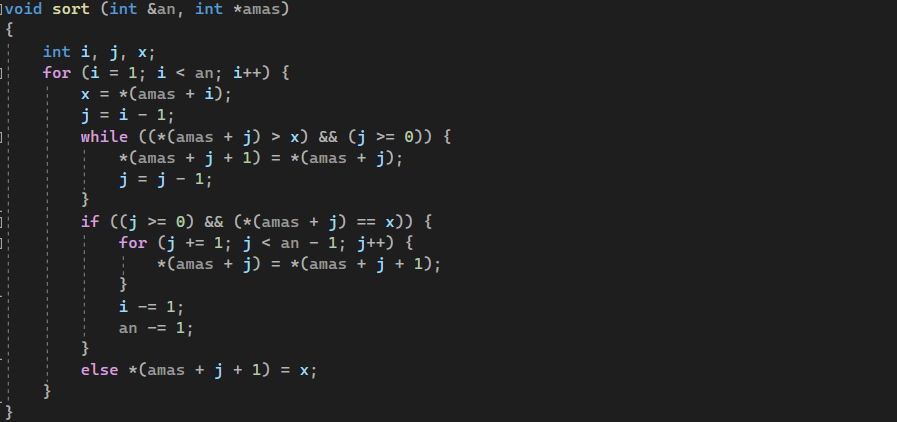 void sort (int &an, int *amas)
{
    int i, j, x;
    for (i = 1; i < an; i++) {
        x = *(amas + i);
        j = i - 1;
        while ((*(amas + j) > x) && (j >= 0)) {
            *(amas + j + 1) = *(amas + j);
            j = j - 1;
        }
        if ((j >= 0) && (*(amas + j) == x)) {
            for (j += 1; j < an - 1; j++) {
                *(amas + j) = *(amas + j + 1);
            }
            i -= 1;
            an -= 1;
        }
        else *(amas + j + 1) = x;
    }
}